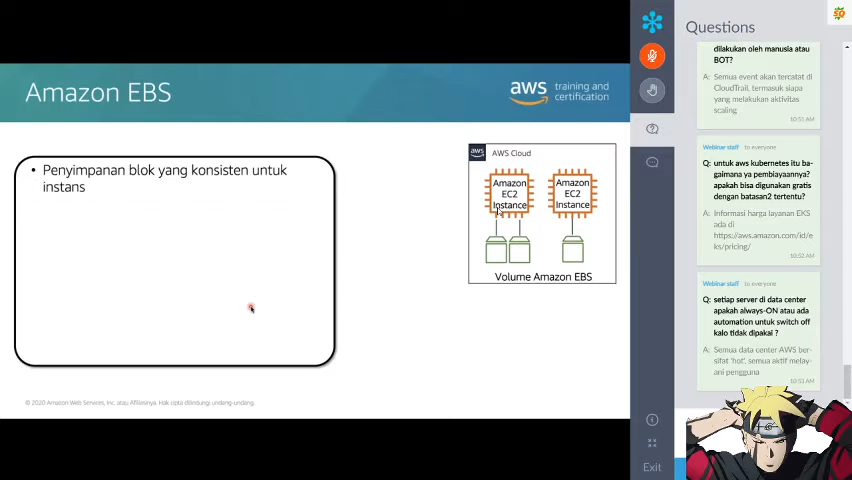 Amazon EBS
aws training and
certification
• Penyimpanan blok yang konsisten untuk
instans
aws AWS Cloud
Amazon
EC2
Instance
Amazon
EC2
Instance
Volume Amazon EBS
© 2020 Amazon Web Services, Inc. atau Afiliasinya. Hak cipta dilindungi undang-undang.
Exit
Questions
dilakukan oleh manusia atau
BOT?
A: Semua event akan tercatat di
CloudTrail, termasuk siapa
yang melakukan aktivitas
scaling
10:51 AM
Webinar staff to everyone
Q: untuk aws kubernetes itu ba-
gaimana ya pembiayaannya?
apakah bisa digunakan gratis
dengan batasan2 tertentu?
A: Informasi harga layanan EKS
ada di
https://aws.amazon.com/id/e
ks/pricing/
10:52 AM
Webinar staff to everyone
Q: setiap server di data center
apakah always-ON atau ada
automation untuk switch off
kalo tidak dipakai ?
A: Semua data center AWS ber-
sifat 'hot', semua aktif melay-
ani pengguna
10:53 AM